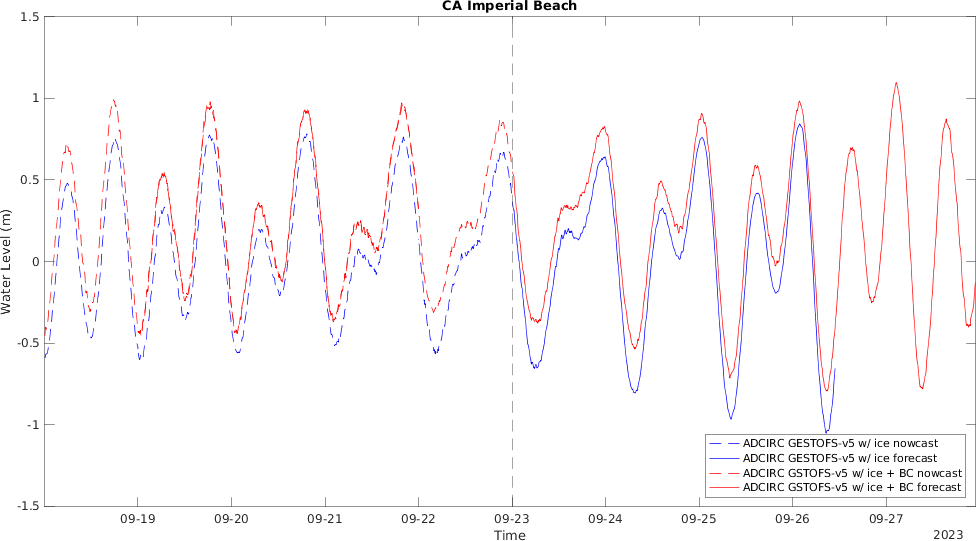 CA Imperial Beach
1.5
1
0.5
0
-0.5
-1
-1.5
Water Level (m)
ADCIRC GESTOFS-v5 w/ ice nowcast
ADCIRC GESTOFS-v5 w/ ice forecast
ADCIRC GSTOFS-v5 w/ ice + BC nowcast
ADCIRC GSTOFS-v5 w/ ice + BC forecast
09-19 09-20 09-21 09-22 09-23 09-24 09-25 09-26 09-27
Time
2023